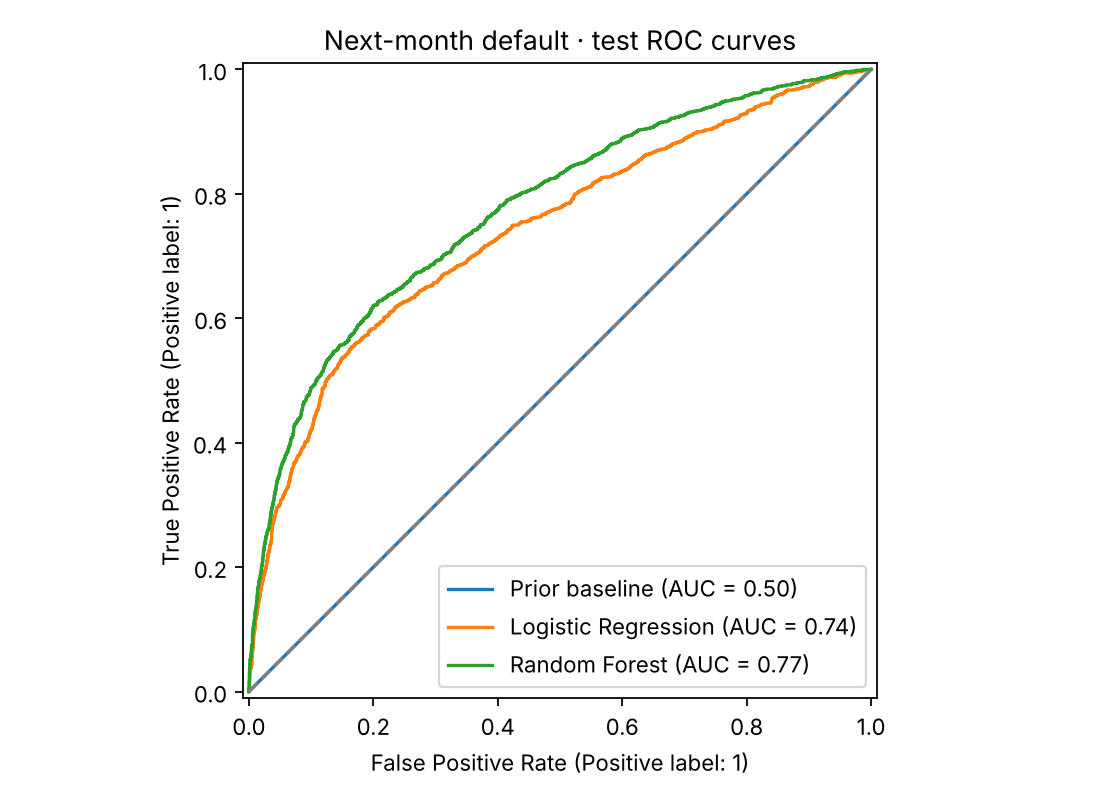 Next-month default · test ROC curves
True Positive Rate (Positive label: 1)
1.0
0.8
0.6
0.4
0.2
0.0
Prior baseline (AUC = 0.50)
Logistic Regression (AUC = 0.74)
Random Forest (AUC = 0.77)
0.0 0.2 0.4 0.6 0.8 1.0
False Positive Rate (Positive label: 1)